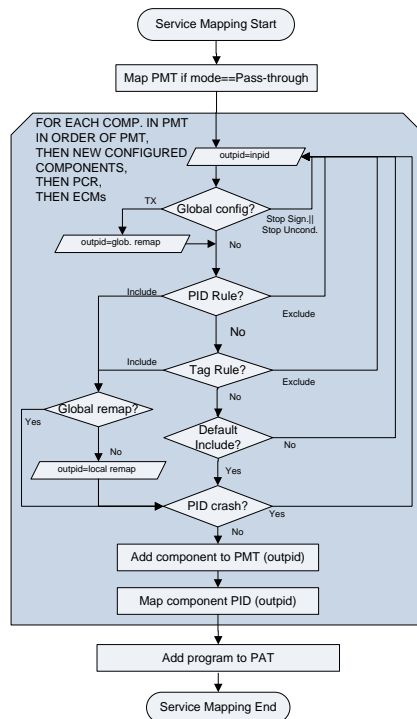 Service Mapping Start
Map PMT if mode==Pass-through
FOR EACH COMP. IN PMT
IN ORDER OF PMT,
THEN NEW CONFIGURED
COMPONENTS,
THEN PCR,
THEN ECMs
outpid=inpid
Global config?
TX
Stop Sign.||
Stop Uncond.
outpid=glob. remap
No
PID Rule?
Include
Exclude
No
Tag Rule?
Include
Exclude
No
Global remap?
Yes
No
Default
Include?
No
Yes
outpid=local remap
PID crash?
Yes
No
Add component to PMT (outpid)
Map component PID (outpid)
Add program to PAT
Service Mapping End